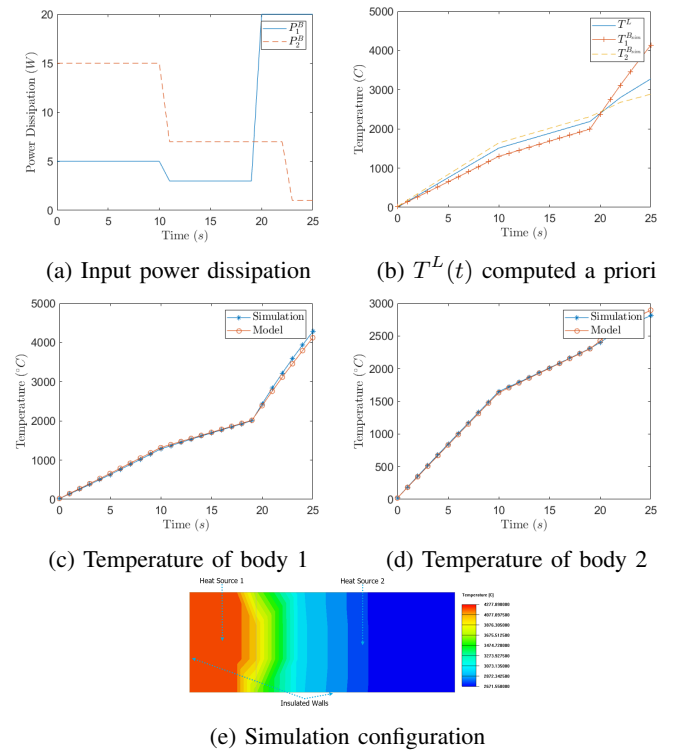 20
15
10
5
0
0 5 10 15 20 25
Power Dissipation (W)
Time (s)
P_1^B
P_2^B
(a) Input power dissipation
5000
4000
3000
2000
1000
0
0 5 10 15 20 25
Temperature (C)
Time (s)
T^L
T_1^{B_{sim}}
T_2^{B_{sim}}
(b) T^L(t) computed a priori
5000
4000
3000
2000
1000
0
0 5 10 15 20 25
Temperature (°C)
Time (s)
Simulation
Model
(c) Temperature of body 1
3000
2500
2000
1500
1000
500
0
0 5 10 15 20 25
Temperature (°C)
Time (s)
Simulation
Model
(d) Temperature of body 2
Heat Source 1
Heat Source 2
Insulated Walls
Temperature [C]
(e) Simulation configuration